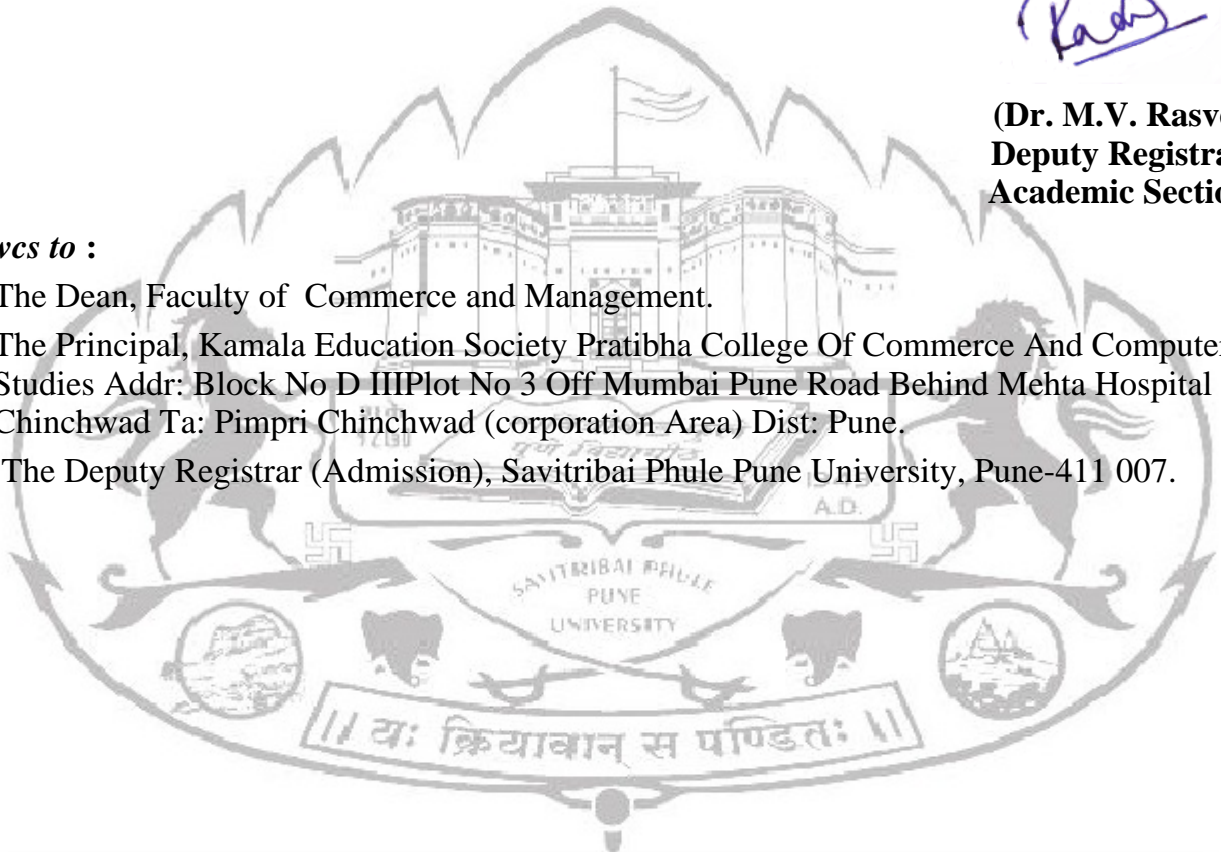 (Dr. M.V. Rasv
Deputy Registra
Academic Sectio
wcs to :
The Dean, Faculty of Commerce and Management.
The Principal, Kamala Education Society Pratibha College Of Commerce And Computer
Studies Addr: Block No D IIIPlot No 3 Off Mumbai Pune Road Behind Mehta Hospital
Chinchwad Ta: Pimpri Chinchwad (corporation Area) Dist: Pune.
The Deputy Registrar (Admission), Savitribai Phule Pune University, Pune-411 007.
A.D.
SAVITRIBAI PHULE
PUNE
UNIVERSITY
|| यः क्रियावान् स पण्डितः ||